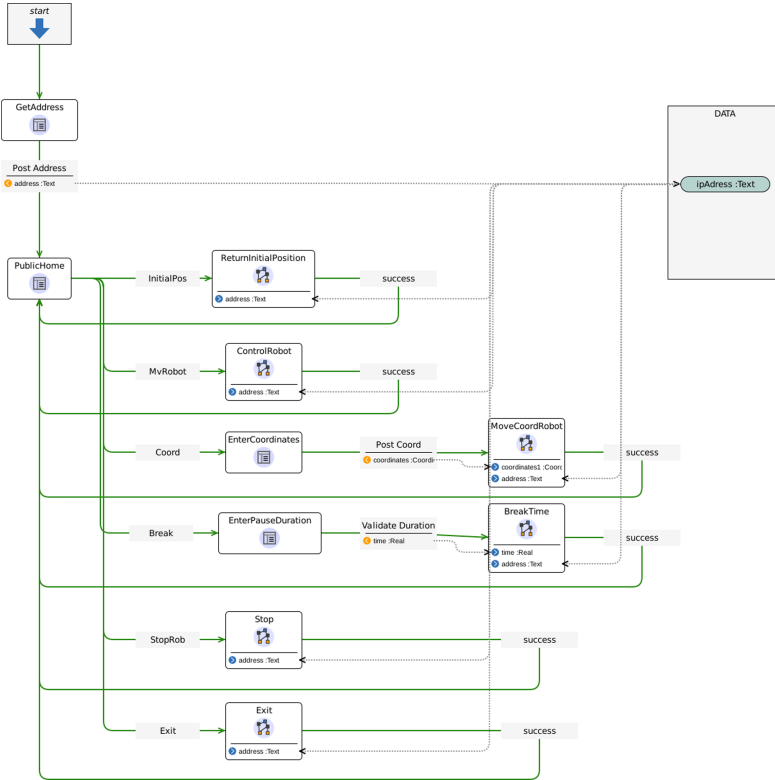 start
GetAddress
DATA
Post Address
address :Text
ipAdress :Text
PublicHome
InitialPos
ReturnInitialPosition
address :Text
success
MvRobot
ControlRobot
address :Text
success
Coord
EnterCoordinates
Post Coord
coordinates :Coordi
MoveCoordRobot
coordinates1 :Coord
address :Text
success
Break
EnterPauseDuration
Validate Duration
time :Real
BreakTime
time :Real
address :Text
success
StopRob
Stop
address :Text
success
Exit
Exit
address :Text
success